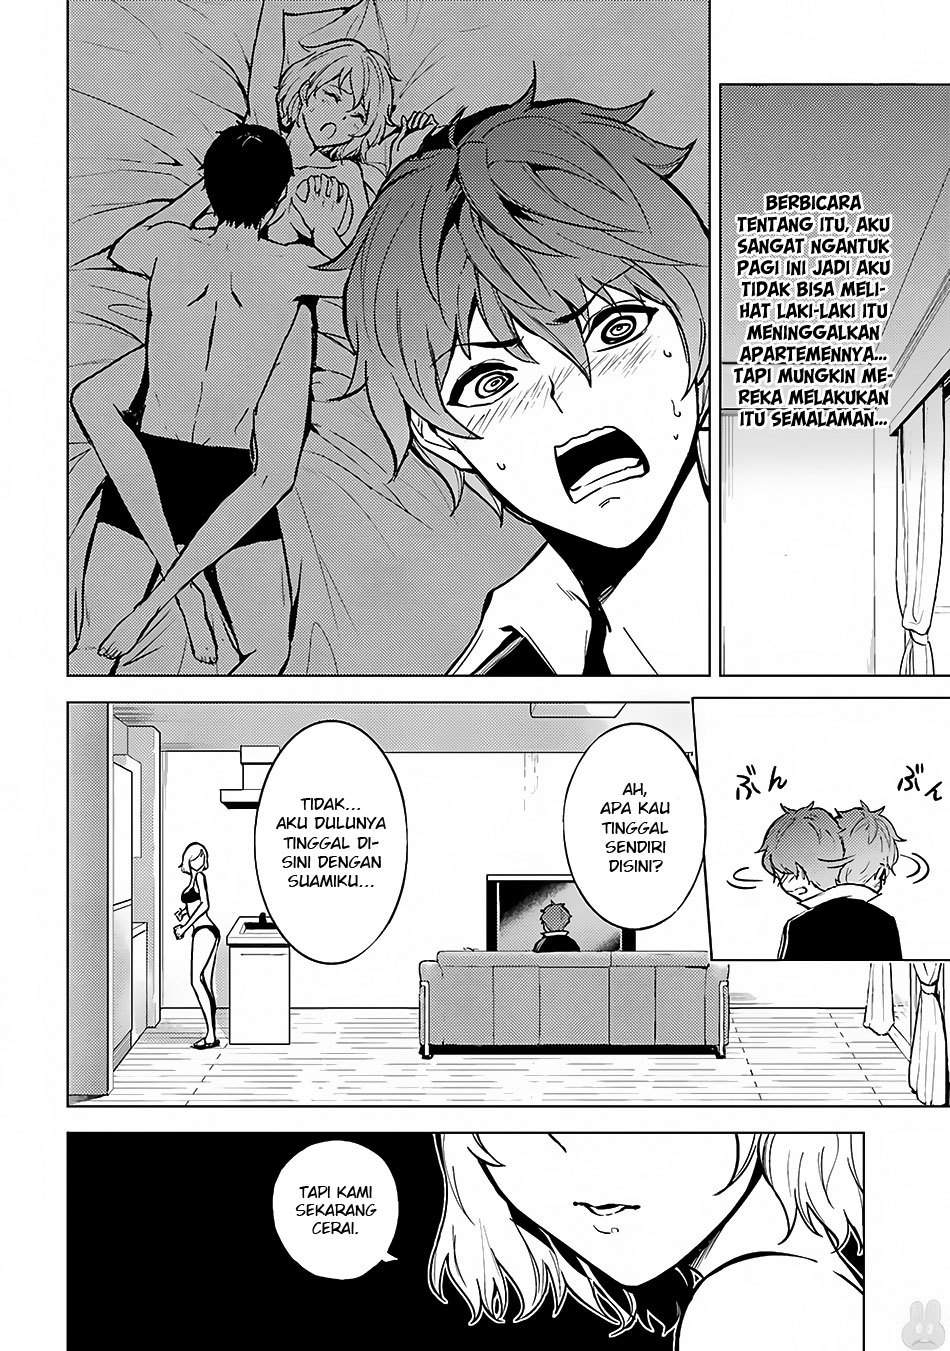 BERBICARA
TENTANG ITU, AKU
SANGAT NGANTUK
PAGI INI JADI AKU
TIDAK BISA MELI-
HAT LAKI-LAKI ITU
MENINGGALKAN
APARTEMENNYA...
TAPI MUNGKIN ME-
REKA MELAKUKAN
ITU SEMALAMAN...
ぶん
ぶん
AH,
APA KAU
TINGGAL
SENDIRI
DISINI?
TIDAK...
AKU DULUNYA
TINGGAL DI-
SINI DENGAN
SUAMIKU...
TAPI KAMI
SEKARANG
CERAI.